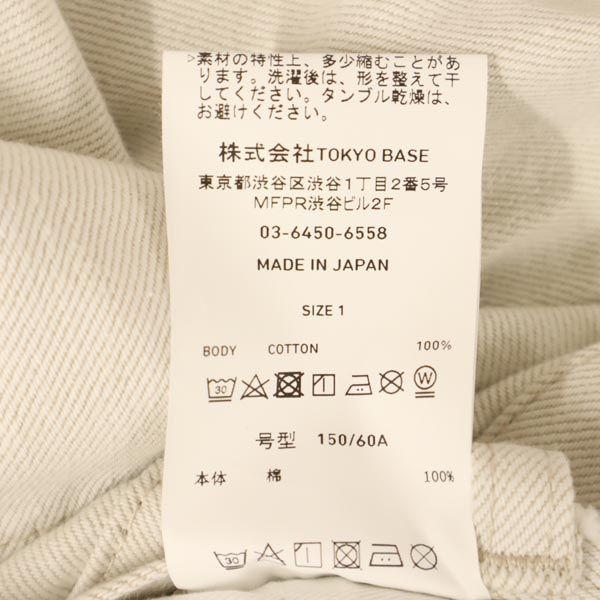 >素材の特性上、多少縮むことがあ
ります。洗濯後は、形を整えて干
してください。タンブル乾燥は、
お避けください。
株式会社TOKYO BASE
東京都渋谷区渋谷1丁目2番5号
MFPR渋谷ビル2F
03-6450-6558
MADE IN JAPAN
SIZE 1
BODY COTTON 100%
30 W
号型 150/60A
本体 棉 100%
30